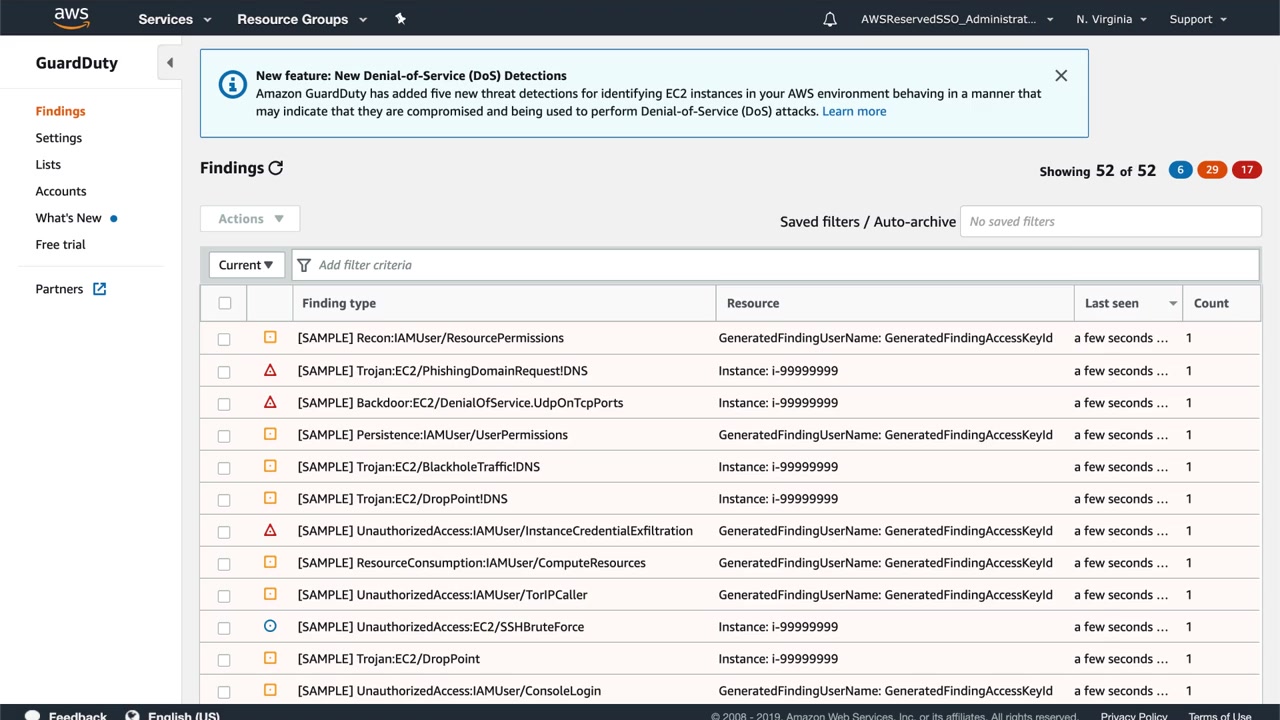 aws Services Resource Groups AWSReservedSSO_Administrat... N. Virginia Support
GuardDuty
Findings
Settings
Lists
Accounts
What's New
Free trial
Partners
New feature: New Denial-of-Service (DoS) Detections
Amazon GuardDuty has added five new threat detections for identifying EC2 instances in your AWS environment behaving in a manner that
may indicate that they are compromised and being used to perform Denial-of-Service (DoS) attacks. Learn more
Findings Showing 52 of 52 6 29 17
Actions Saved filters / Auto-archive No saved filters
Current Add filter criteria
Finding type Resource Last seen Count
[SAMPLE] Recon:IAMUser/ResourcePermissions GeneratedFindingUserName: GeneratedFindingAccessKeyId a few seconds ... 1
[SAMPLE] Trojan:EC2/PhishingDomainRequest!DNS Instance: i-99999999 a few seconds ... 1
[SAMPLE] Backdoor:EC2/DenialOfService.UdpOnTcpPorts Instance: i-99999999 a few seconds ... 1
[SAMPLE] Persistence:IAMUser/UserPermissions GeneratedFindingUserName: GeneratedFindingAccessKeyId a few seconds ... 1
[SAMPLE] Trojan:EC2/BlackholeTraffic!DNS Instance: i-99999999 a few seconds ... 1
[SAMPLE] Trojan:EC2/DropPoint!DNS Instance: i-99999999 a few seconds ... 1
[SAMPLE] UnauthorizedAccess:IAMUser/InstanceCredentialExfiltration GeneratedFindingUserName: GeneratedFindingAccessKeyId a few seconds ... 1
[SAMPLE] ResourceConsumption:IAMUser/ComputeResources GeneratedFindingUserName: GeneratedFindingAccessKeyId a few seconds ... 1
[SAMPLE] UnauthorizedAccess:IAMUser/TorIPCaller GeneratedFindingUserName: GeneratedFindingAccessKeyId a few seconds ... 1
[SAMPLE] UnauthorizedAccess:EC2/SSHBruteForce Instance: i-99999999 a few seconds ... 1
[SAMPLE] Trojan:EC2/DropPoint Instance: i-99999999 a few seconds ... 1
[SAMPLE] UnauthorizedAccess:IAMUser/ConsoleLogin GeneratedFindingUserName: GeneratedFindingAccessKeyId a few seconds ... 1
Feedback English (US) © 2008 - 2019, Amazon Web Services, Inc. or its affiliates. All rights reserved. Privacy Policy Terms of Use